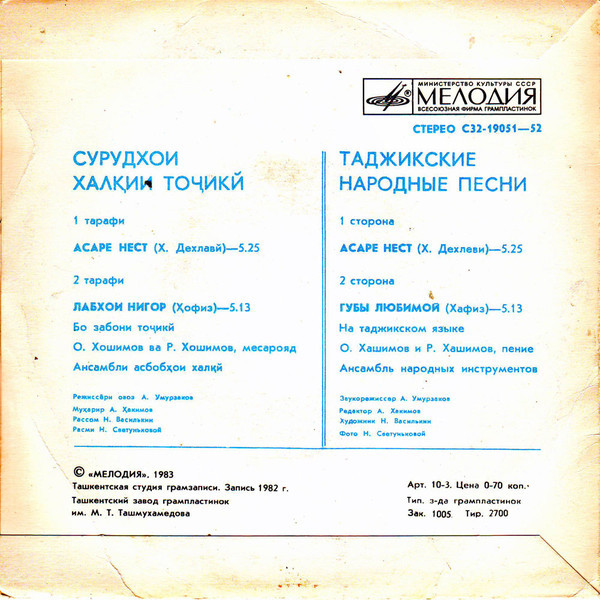 МИНИСТЕРСТВО КУЛЬТУРЫ СССР
МЕЛОДИЯ
ВСЕСОЮЗНАЯ ФИРМА ГРАМПЛАСТИНОК
СТЕРЕО С32-19051—52
СУРУДХОИ
ХАЛҚИИ ТОҶИКӢ
1 тарафи
АСАРЕ НЕСТ (Х. Дехлавӣ)—5.25
2 тарафи
ЛАБХОИ НИГОР (Ҳофиз)—5.13
Бо забони тоҷикӣ
О. Хошимов ва Р. Хошимов, месарояд
Ансамбли асбобҳои халқӣ
Режиссёри овоз А. Умурзаков
Муҳарир А. Ҳакимов
Рассом Н. Василькин
Расми Н. Светуньковой
ТАДЖИКСКИЕ
НАРОДНЫЕ ПЕСНИ
1 сторона
АСАРЕ НЕСТ (Х. Дехлеви)—5.25
2 сторона
ГУБЫ ЛЮБИМОЙ (Хафиз)—5.13
На таджикском языке
О. Хашимов и Р. Хашимов, пение
Ансамбль народных инструментов
Звукорежиссер А. Умурзаков
Редактор А. Хакимов
Художник Н. Василькин
Фото Н. Светуньковой
© «МЕЛОДИЯ», 1983
Ташкентская студия грамзаписи. Запись 1982 г.
Ташкентский завод грампластинок
им. М. Т. Ташмухамедова
Арт. 10-3. Цена 0-70 коп.
Тип. з-да грампластинок
Зак. 1005 Тир. 2700